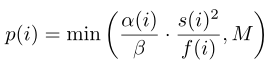 p(i) = min ( α(i)/β · s(i)²/f(i), M )